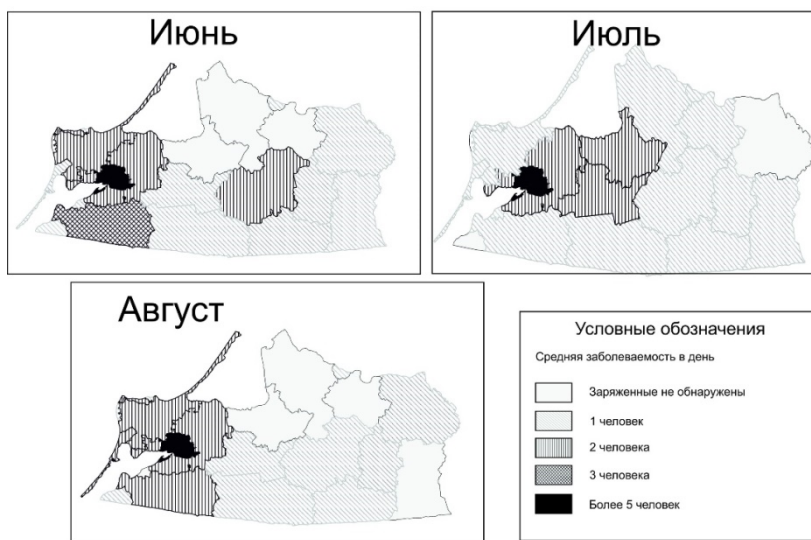 Июнь
Июль
Август
Условные обозначения
Средняя заболеваемость в день
Заряженные не обнаружены
1 человек
2 человека
3 человека
Более 5 человек